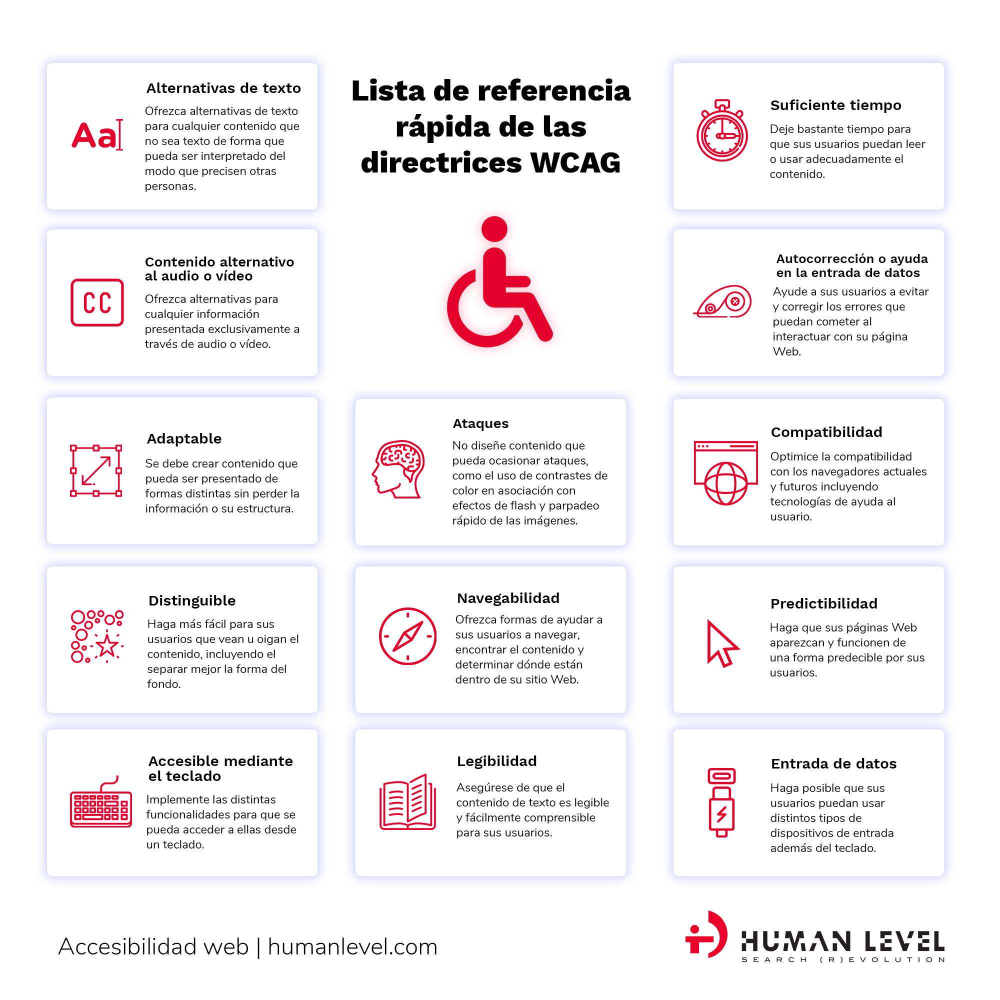 Lista de referencia
rápida de las
directrices WCAG
Aa
Alternativas de texto
Ofrezca alternativas de texto
para cualquier contenido que
no sea texto de forma que
pueda ser interpretado del
modo que precisen otras
personas.
CC
Contenido alternativo
al audio o vídeo
Ofrezca alternativas para
cualquier información
presentada exclusivamente a
través de audio o vídeo.
Adaptable
Se debe crear contenido que
pueda ser presentado de
formas distintas sin perder la
información o su estructura.
Distinguible
Haga más fácil para sus
usuarios que vean u oigan el
contenido, incluyendo el
separar mejor la forma del
fondo.
Accesible mediante
el teclado
Implemente las distintas
funcionalidades para que se
pueda acceder a ellas desde
un teclado.
Ataques
No diseñe contenido que
pueda ocasionar ataques,
como el uso de contrastes de
color en asociación con
efectos de flash y parpadeo
rápido de las imágenes.
Navegabilidad
Ofrezca formas de ayudar a
sus usuarios a navegar,
encontrar el contenido y
determinar dónde están
dentro de su sitio Web.
Legibilidad
Asegúrese de que el
contenido de texto es legible
y fácilmente comprensible
para sus usuarios.
Suficiente tiempo
Deje bastante tiempo para
que sus usuarios puedan leer
o usar adecuadamente el
contenido.
Autocorrección o ayuda
en la entrada de datos
Ayude a sus usuarios a evitar
y corregir los errores que
puedan cometer al
interactuar con su página
Web.
Compatibilidad
Optimice la compatibilidad
con los navegadores actuales
y futuros incluyendo
tecnologías de ayuda al
usuario.
Predictibilidad
Haga que sus páginas Web
aparezcan y funcionen de
una forma predecible por sus
usuarios.
Entrada de datos
Haga posible que sus
usuarios puedan usar
distintos tipos de
dispositivos de entrada
además del teclado.
Accesibilidad web | humanlevel.com
HUMAN LEVEL
SEARCH (R)EVOLUTION